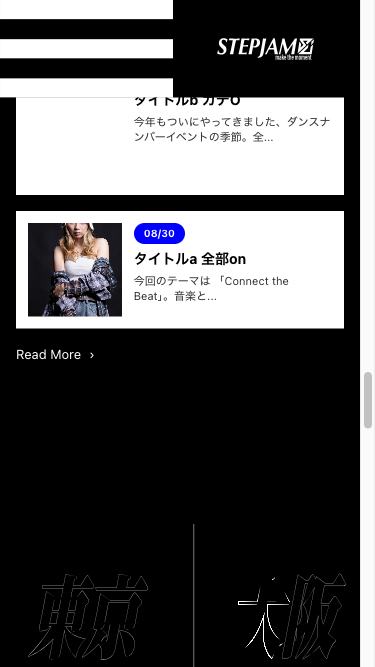 STEPJAM
make the moment
タイトルb ガチO
今年もついにやってきました、ダンスナ
ンバーイベントの季節。全...
08/30
タイトルa 全部on
今回のテーマは 「Connect the
Beat」。音楽と...
Read More ›
東京
大阪